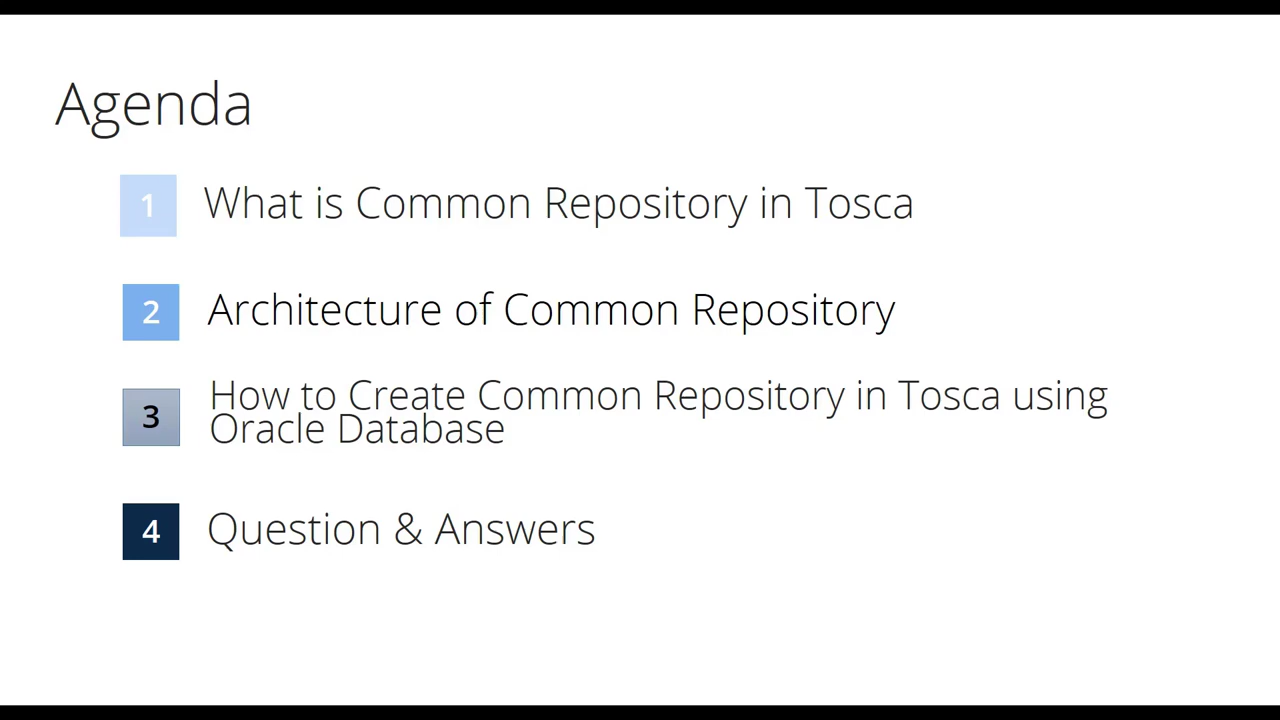 Agenda
1 What is Common Repository in Tosca
2 Architecture of Common Repository
3 How to Create Common Repository in Tosca using
Oracle Database
4 Question & Answers